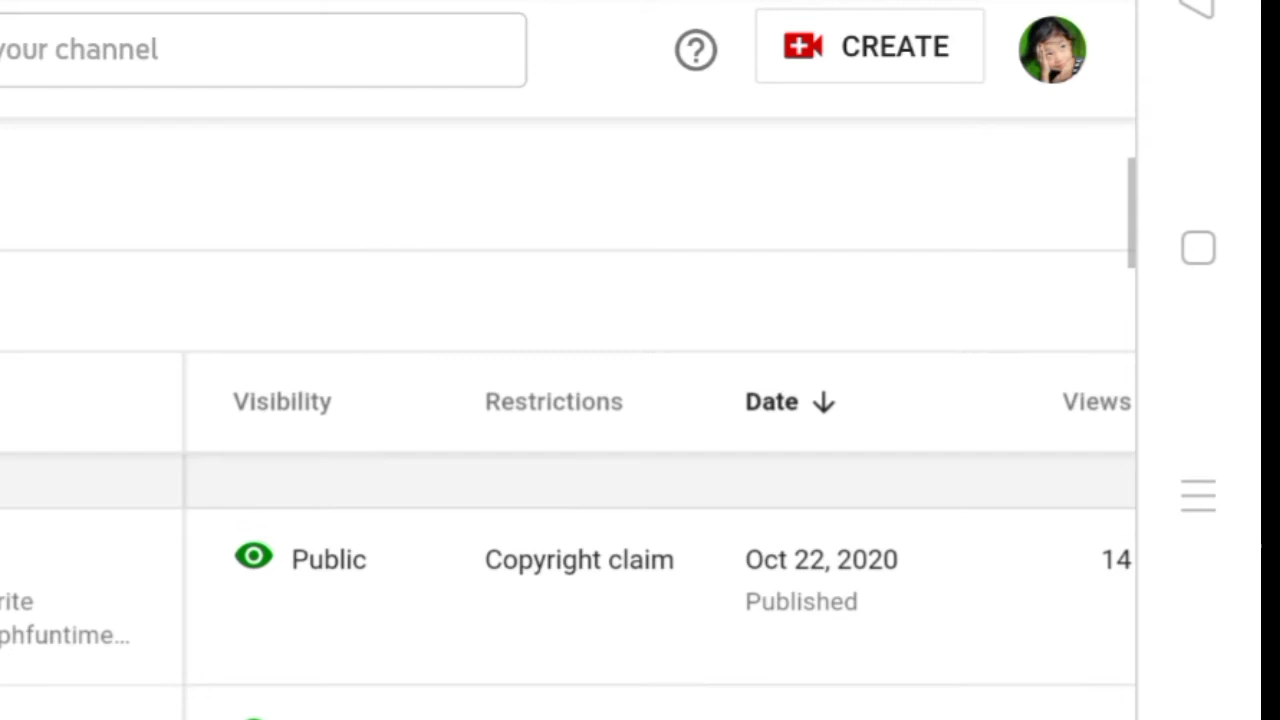 your channel
CREATE
Visibility Restrictions Date Views
Public Copyright claim Oct 22, 2020 14
rite Published
phfuntime…